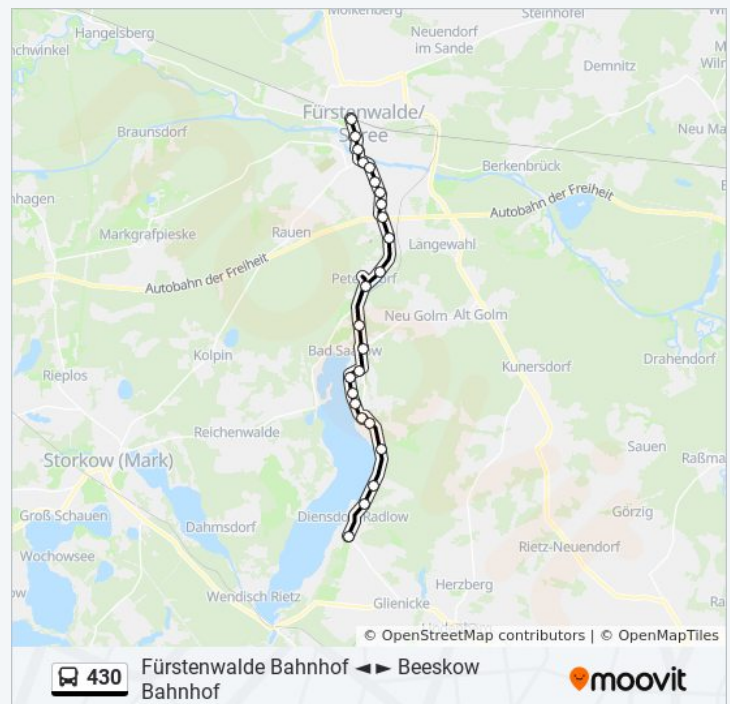 Molkenberg
Steinhöfel
Hangelsberg
Neuendorf
im Sande
Demnitz
Fürstenwalde/
Spree
Braunsdorf
Neu Ma
Berkenbrück
nhagen
Autobahn der Freiheit
Markgrafpieske
Rauen
Langewahl
Autobahn der Freiheit
Petersdorf
Neu Golm
Alt Golm
Bad Saarow
Kolpin
Drahendorf
Kunersdorf
Rieplos
Reichenwalde
Sauen
Storkow (Mark)
Raßma
Groß Schauen
Diensdorf-Radlow
Görzig
Dahmsdorf
Wochowsee
Rietz-Neuendorf
Herzberg
Wendisch Rietz
Glienicke
Ra
© OpenStreetMap contributors | © OpenMapTiles
430
Fürstenwalde Bahnhof ◄► Beeskow
Bahnhof
moovit